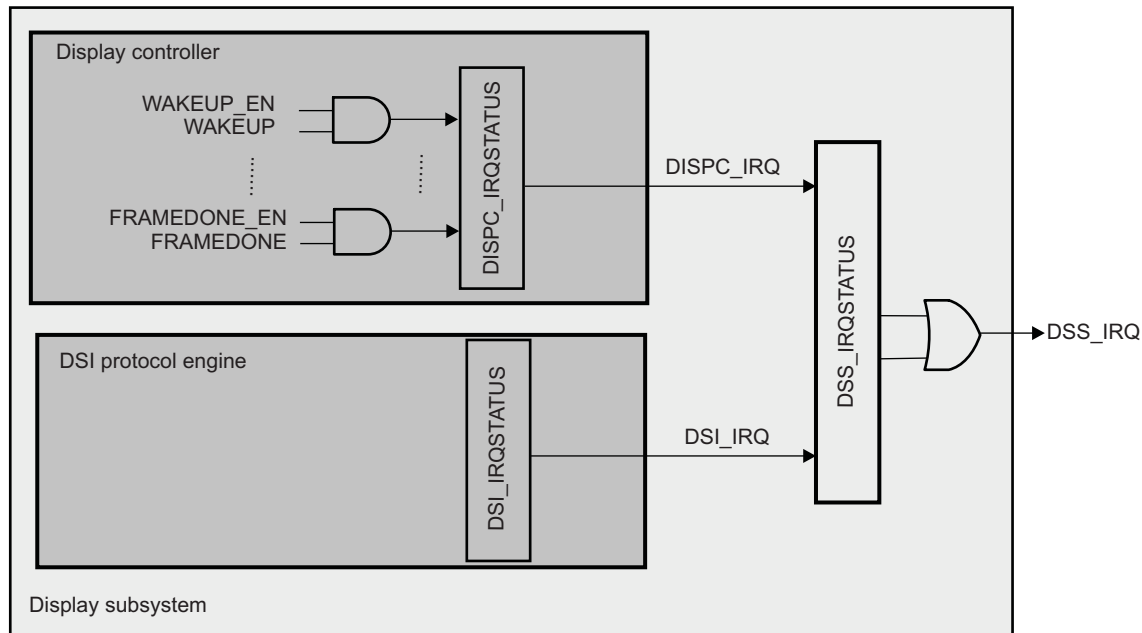 Display controller
WAKEUP_EN
WAKEUP
FRAMEDONE_EN
FRAMEDONE
DISPC_IRQSTATUS
DISPC_IRQ
DSS_IRQSTATUS
DSS_IRQ
DSI protocol engine
DSI_IRQSTATUS
DSI_IRQ
Display subsystem